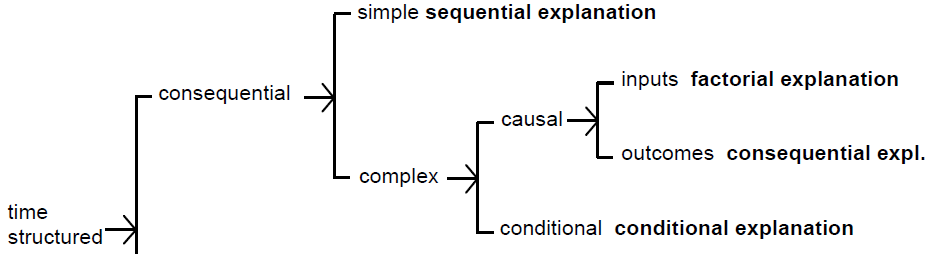 simple sequential explanation
inputs factorial explanation
consequential
causal
outcomes consequential expl.
complex
time
structured
conditional conditional explanation